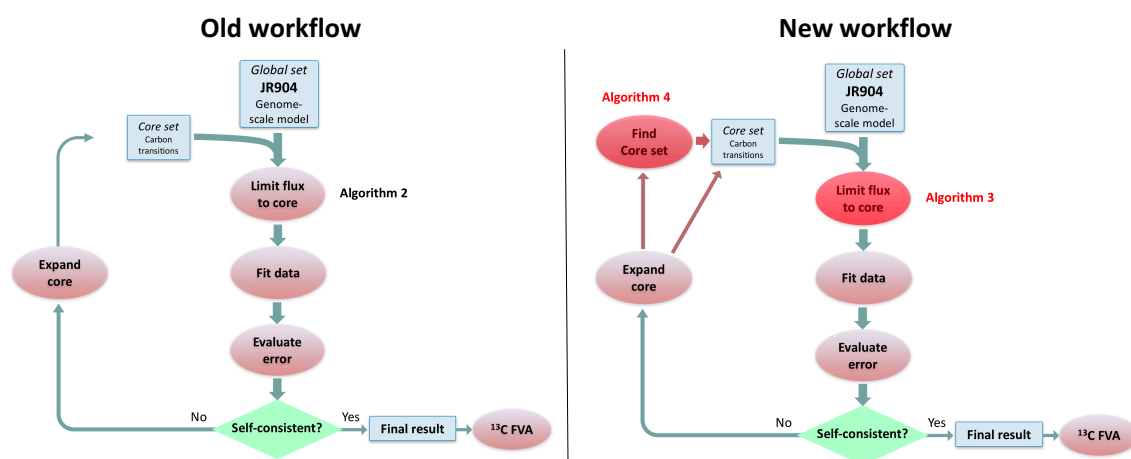 Old workflow
Global set
JR904
Genome-
scale model
Core set
Carbon
transitions
Limit flux
to core
Algorithm 2
Expand
core
Fit data
Evaluate
error
No
Self-consistent?
Yes
Final result
¹³C FVA
New workflow
Global set
JR904
Genome-
scale model
Algorithm 4
Find
Core set
Core set
Carbon
transitions
Limit flux
to core
Algorithm 3
Expand
core
Fit data
Evaluate
error
No
Self-consistent?
Yes
Final result
¹³C FVA